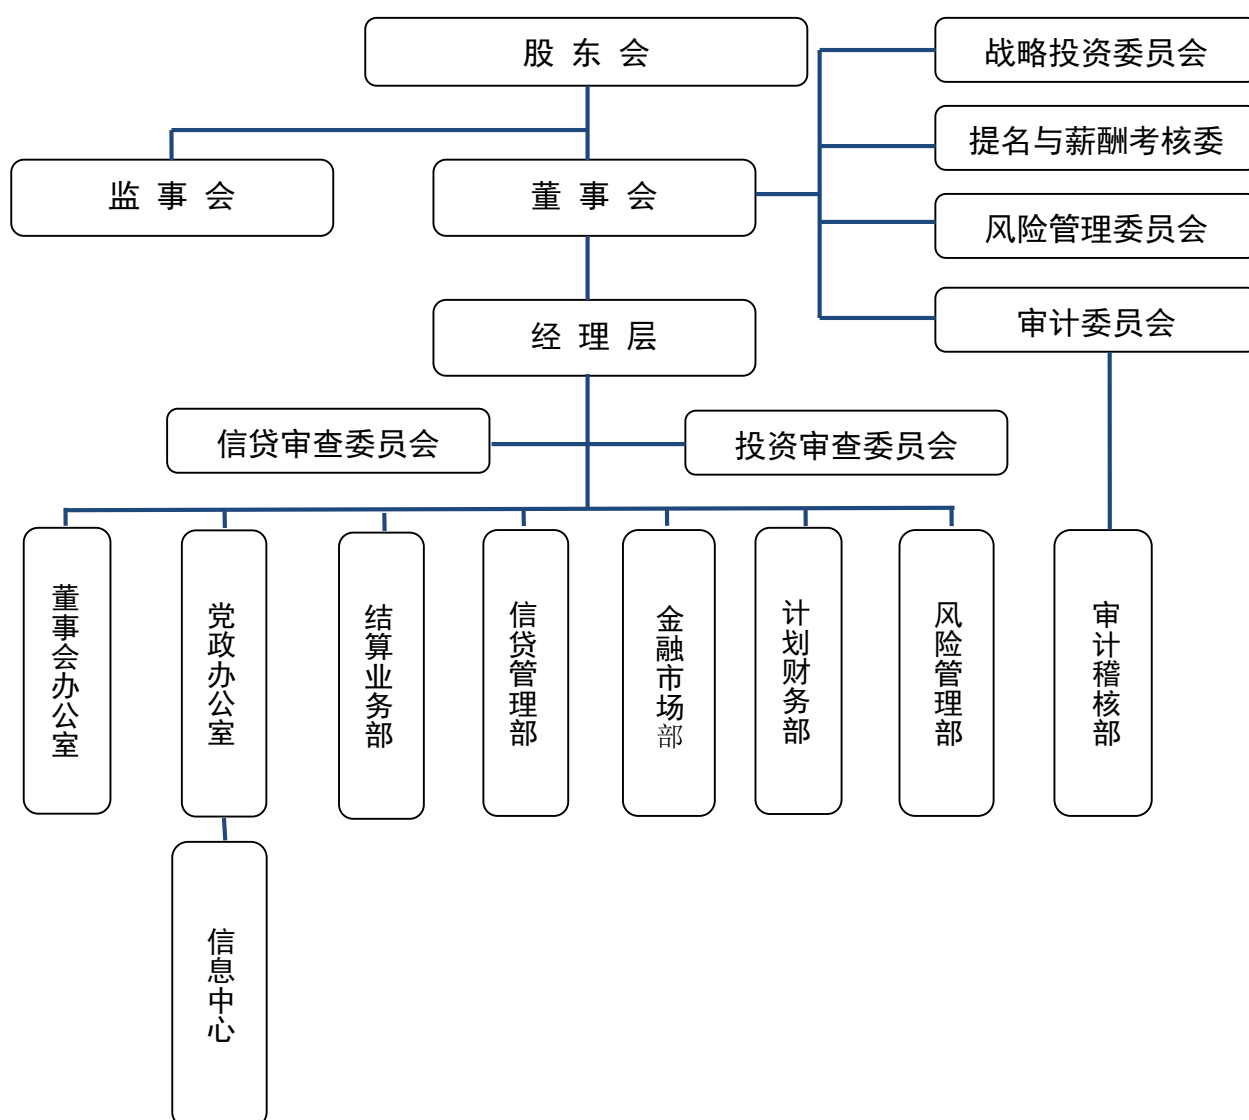 股 东 会
战略投资委员会
提名与薪酬考核委
监 事 会
董 事 会
风险管理委员会
经 理 层
审计委员会
信贷审查委员会
投资审查委员会
董事会办公室
党政办公室
结算业务部
信贷管理部
金融市场部
计划财务部
风险管理部
审计稽核部
信息中心